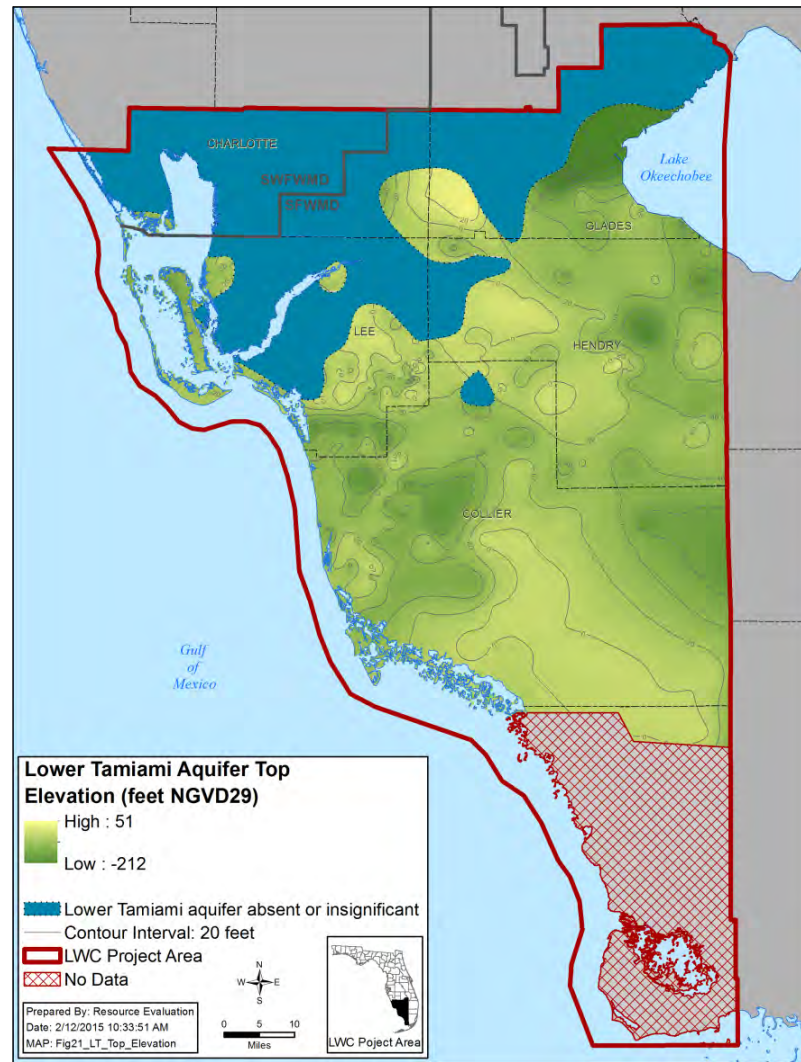 CHARLOTTE
SWFWMD
SFWMD
Lake
Okeechobee
GLADES
LEE
HENDRY
COLLIER
Gulf
of
Mexico
Lower Tamiami Aquifer Top
Elevation (feet NGVD29)
High : 51
Low : -212
Lower Tamiami aquifer absent or insignificant
Contour Interval: 20 feet
LWC Project Area
No Data
N
W E
S
0 5 10
Miles
Prepared By: Resource Evaluation
Date: 2/12/2015 10:33:51 AM
MAP: Fig21_LT_Top_Elevation
LWC Poject Area